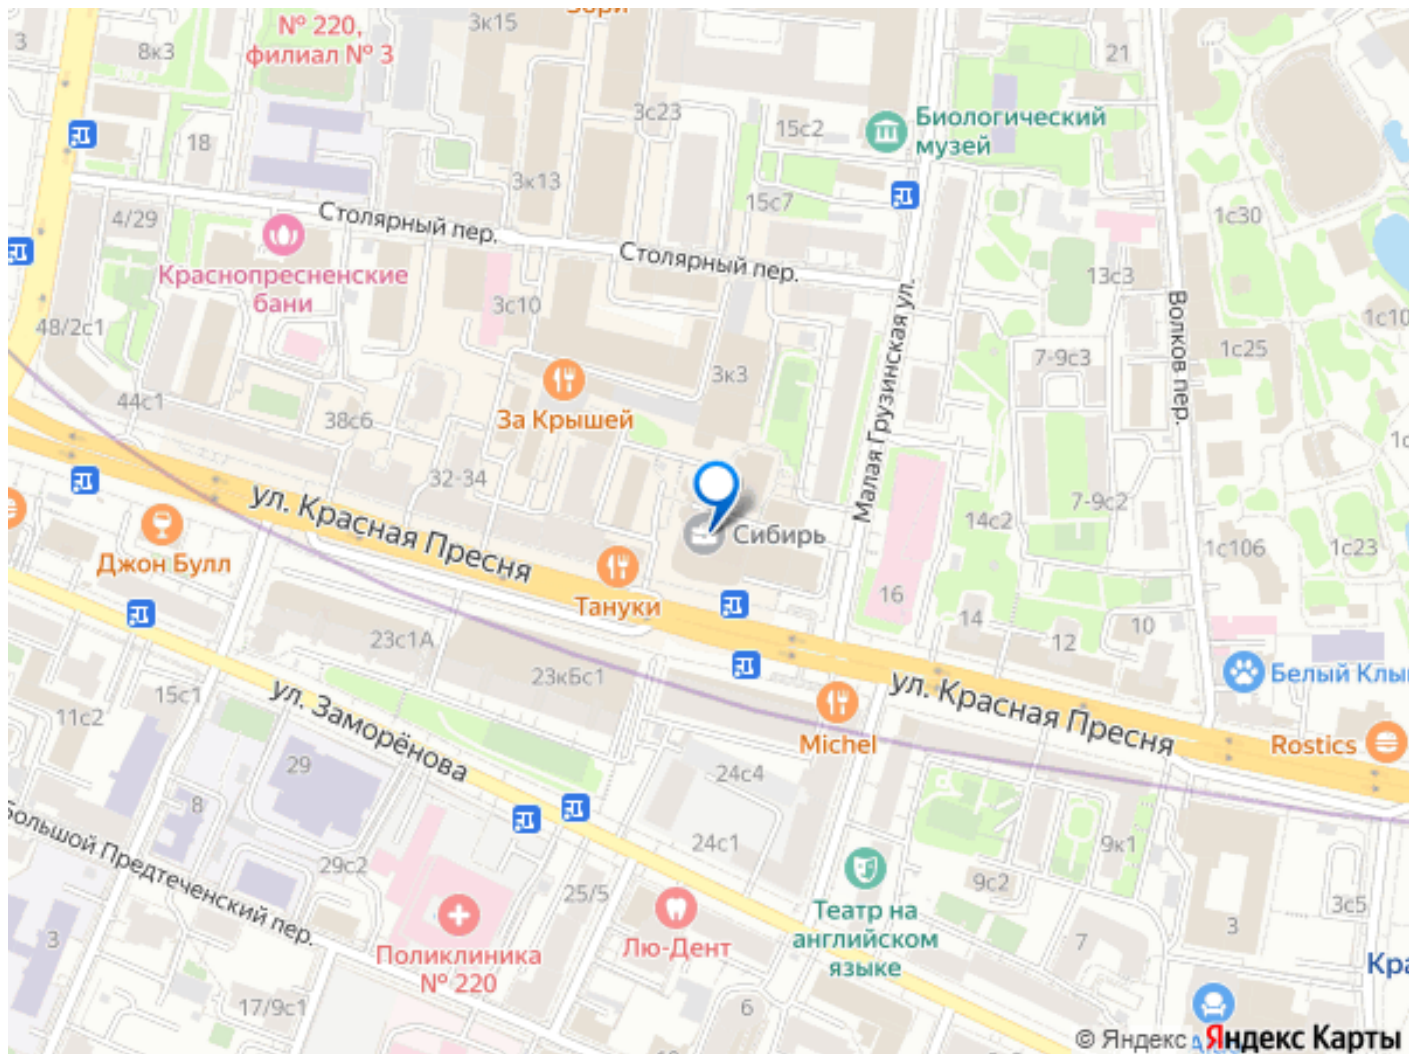 Зори
№ 220,
филиал № 3
3к15
3
8к3
21
3с23
15с2
Биологический
музей
18
3к13
15с7
4/29
Столярный пер.
Столярный пер.
1с30
Краснопресненские
бани
13с3
3с10
48/2с1
Малая Грузинская ул.
Волков пер.
1с10
1с25
7-9с3
3к3
44с1
38с6
За Крышей
32-34
7-9с2
14с2
ул. Красная Пресня
Сибирь
1с106
1с23
Джон Булл
Тануки
16
14
12
10
23с1А
23кБс1
Белый Клы
15с1
11с2
ул. Заморёнова
ул. Красная Пресня
Michel
Rostics
29
24с4
8
24с1
9к1
Большой Предтеченский пер.
29с2
25/5
9с2
3с5
Театр на
английском
языке
Лю-Дент
Поликлиника
№ 220
3
7
3
Кра
17/9с1
6
© Яндекс Яндекс Карты